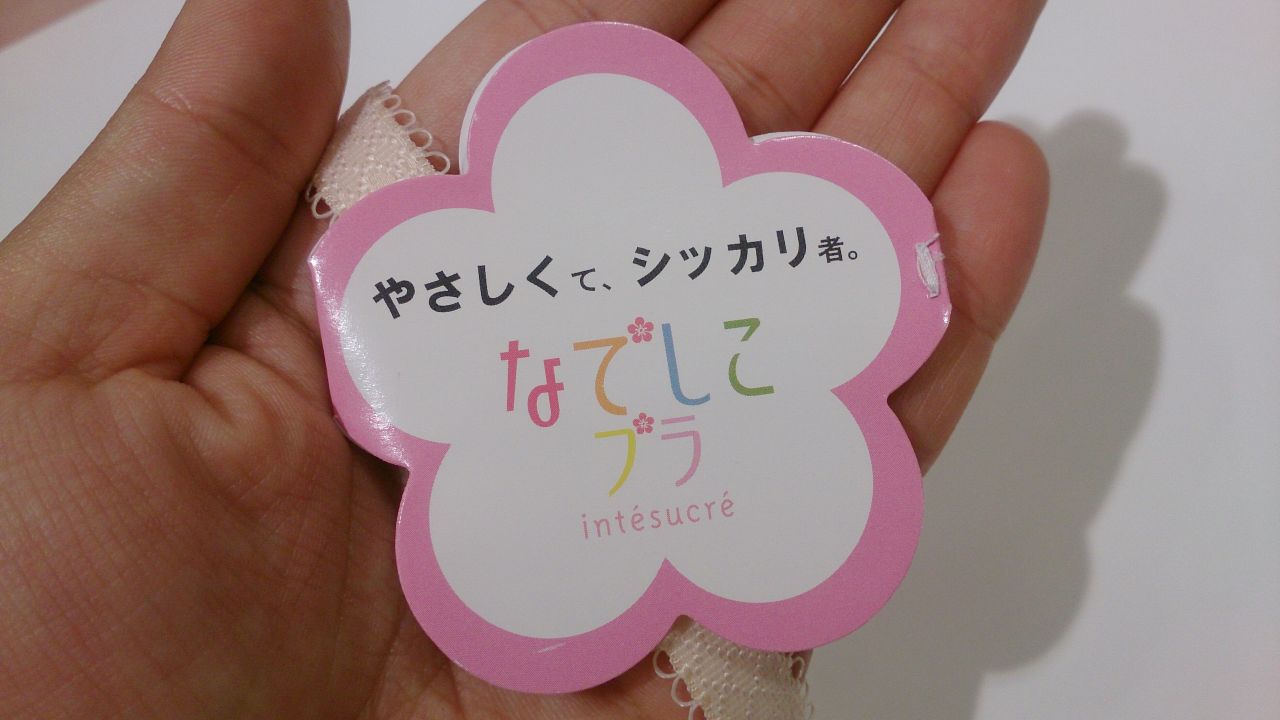 やさしくて、シッカリ者。
なでしこ
ブラ
intésucré